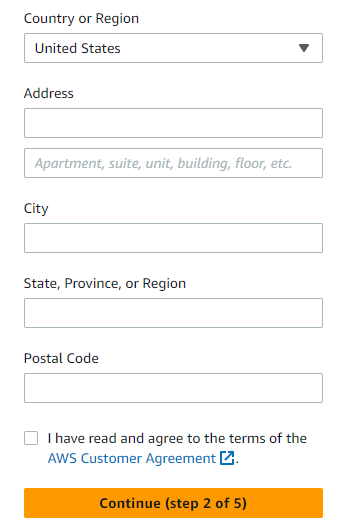 Country or Region
United States
Address
Apartment, suite, unit, building, floor, etc.
City
State, Province, or Region
Postal Code
I have read and agree to the terms of the
AWS Customer Agreement.
Continue (step 2 of 5)